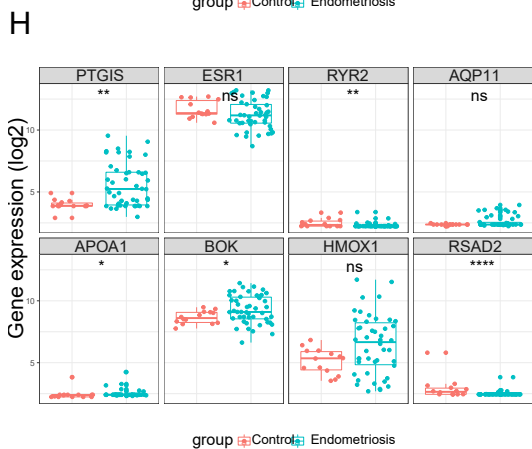 group Control Endometriosis
H
PTGIS ESR1 RYR2 AQP11
** ns ** ns
10
5
Gene expression (log2)
APOA1 BOK HMOX1 RSAD2
* * ns ****
10
5
group Control Endometriosis